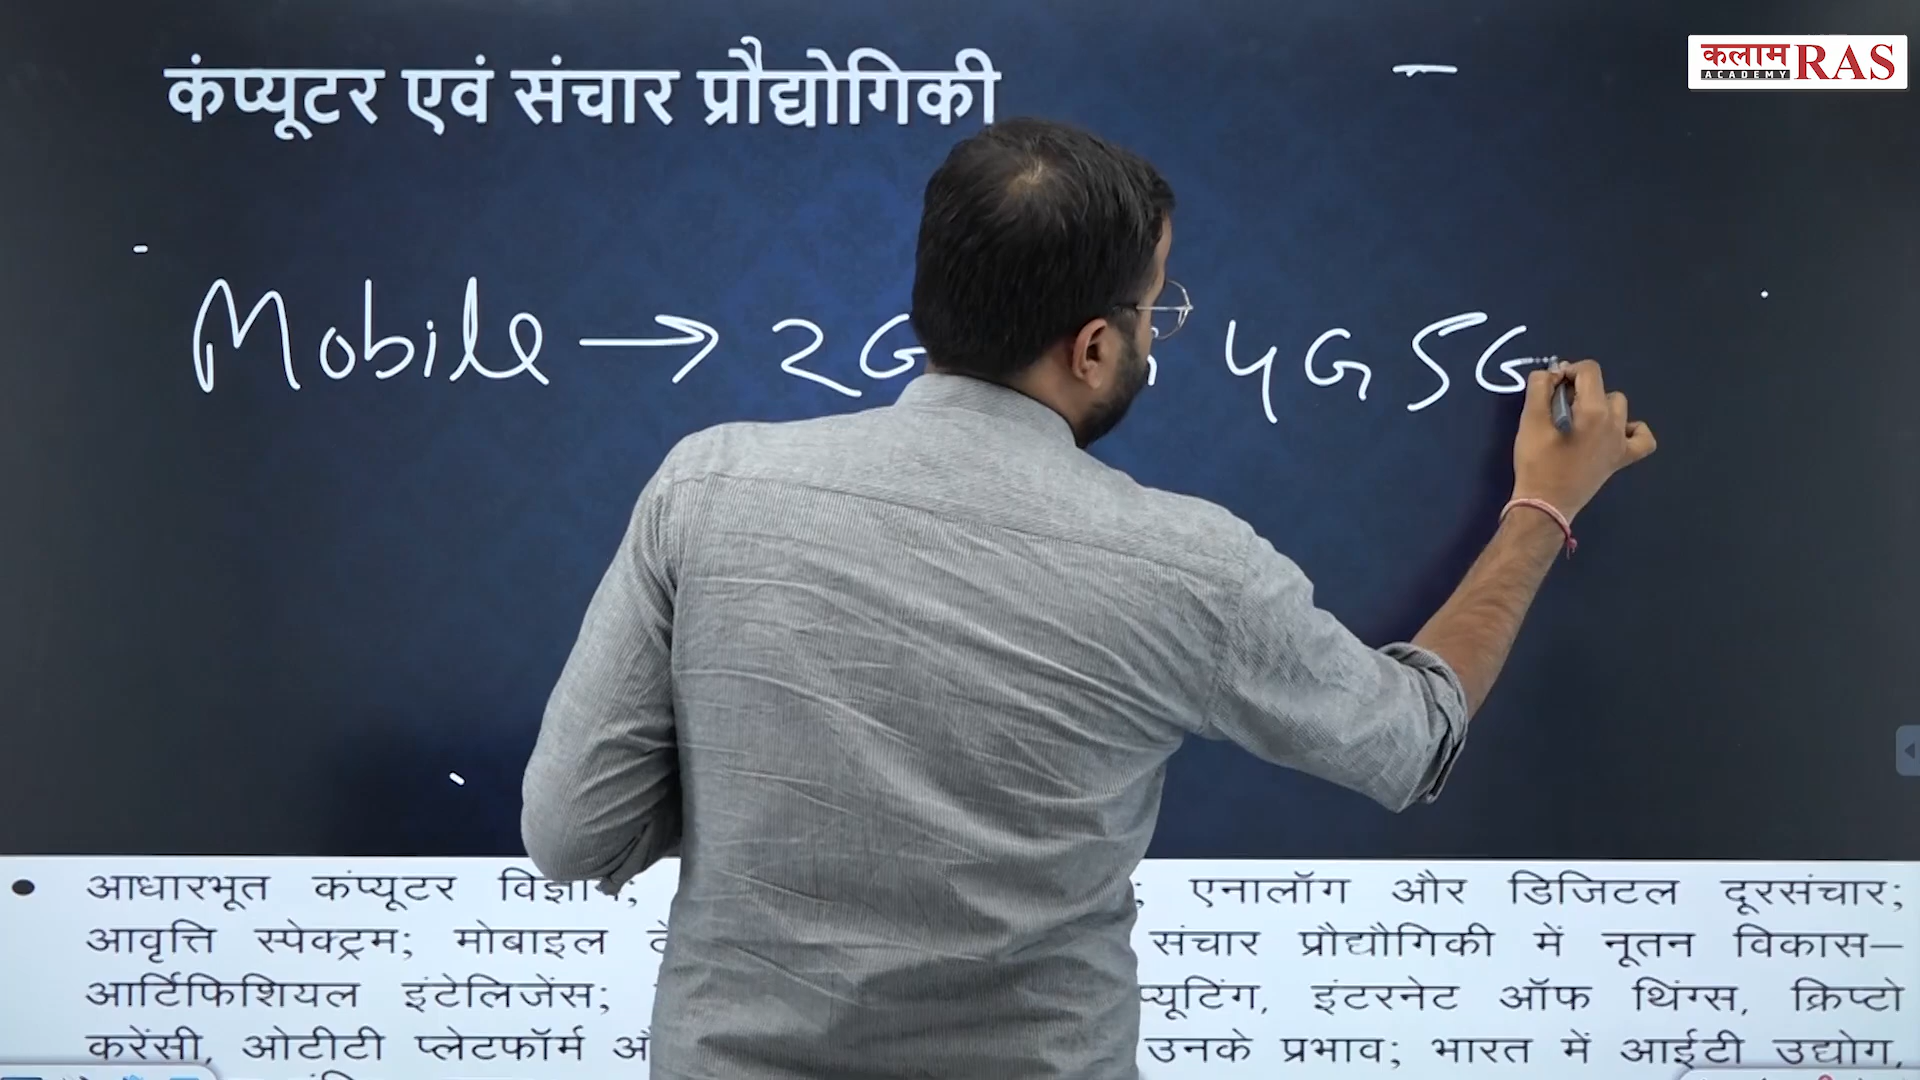 कंप्यूटर एवं संचार प्रौद्योगिकी
कलाम RAS
ACADEMY
Mobile → 2G 4G 5G
• आधारभूत कंप्यूटर ; एनालॉग और डिजिटल दूरसंचार;
आवृत्ति स्पेक्ट्रम; मोबाइल संचार प्रौद्यौगिकी में नूतन विकास–
आर्टिफिशियल इंटेलिजेंस; इंटरनेट ऑफ थिंग्स, क्रिप्टो
करेंसी, ओटीटी प्लेटफॉर्म उनके प्रभाव; भारत में आईटी उद्योग,